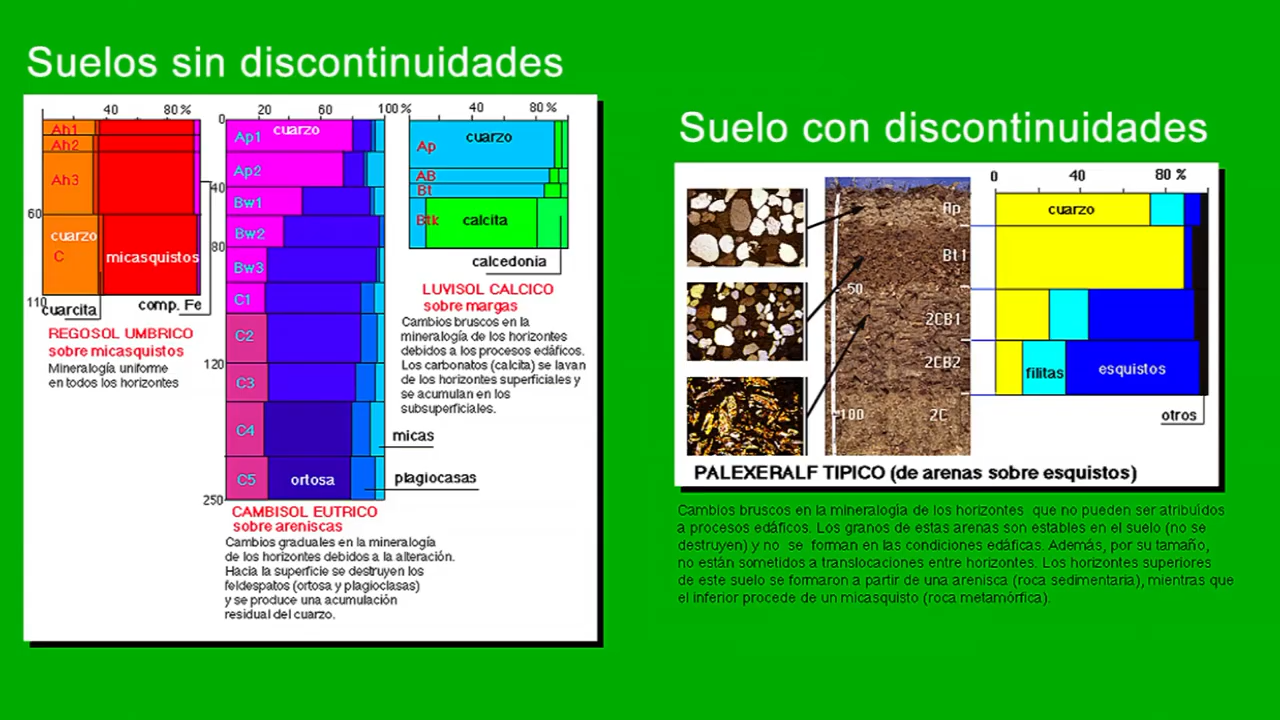 Suelos sin discontinuidades
40 80 %
Ah1
Ah2
Ah3
60
cuarzo
C
micasquistos
110
cuarcita
comp. Fe
REGOSOL UMBRICO
sobre micasquistos
Mineralogía uniforme
en todos los horizontes
20 60 100 %
0
cuarzo
Ap1
Ap2
40
Bw1
Bw2
80
Bw3
C1
C2
120
C3
C4
micas
C5
ortosa
plagiocasas
250
CAMBISOL EUTRICO
sobre areniscas
Cambios graduales en la mineralogía
de los horizontes debidos a la alteración.
Hacia la superficie se destruyen los
feldespatos (ortosa y plagioclasas)
y se produce una acumulación
residual del cuarzo.
40 80 %
cuarzo
Ap
AB
Bt
Btk
calcita
calcedonia
LUVISOL CALCICO
sobre margas
Cambios bruscos en la
mineralogía de los horizontes
debidos a los procesos edáficos.
Los carbonatos (calcita) se lavan
de los horizontes superficiales y
se acumulan en los
subsuperficiales.
Suelo con discontinuidades
0 40 80 %
Ap
cuarzo
Bt1
50
2CB1
2CB2
filitas
esquistos
100
2C
otros
PALEXERALF TIPICO (de arenas sobre esquistos)
Cambios bruscos en la mineralogía de los horizontes que no pueden ser atribuídos
a procesos edáficos. Los granos de estas arenas son estables en el suelo (no se
destruyen) y no se forman en las condiciones edáficas. Además, por su tamaño,
no están sometidos a translocaciones entre horizontes. Los horizontes superiores
de este suelo se formaron a partir de una arenisca (roca sedimentaria), mientras que
el inferior procede de un micasquisto (roca metamórfica).